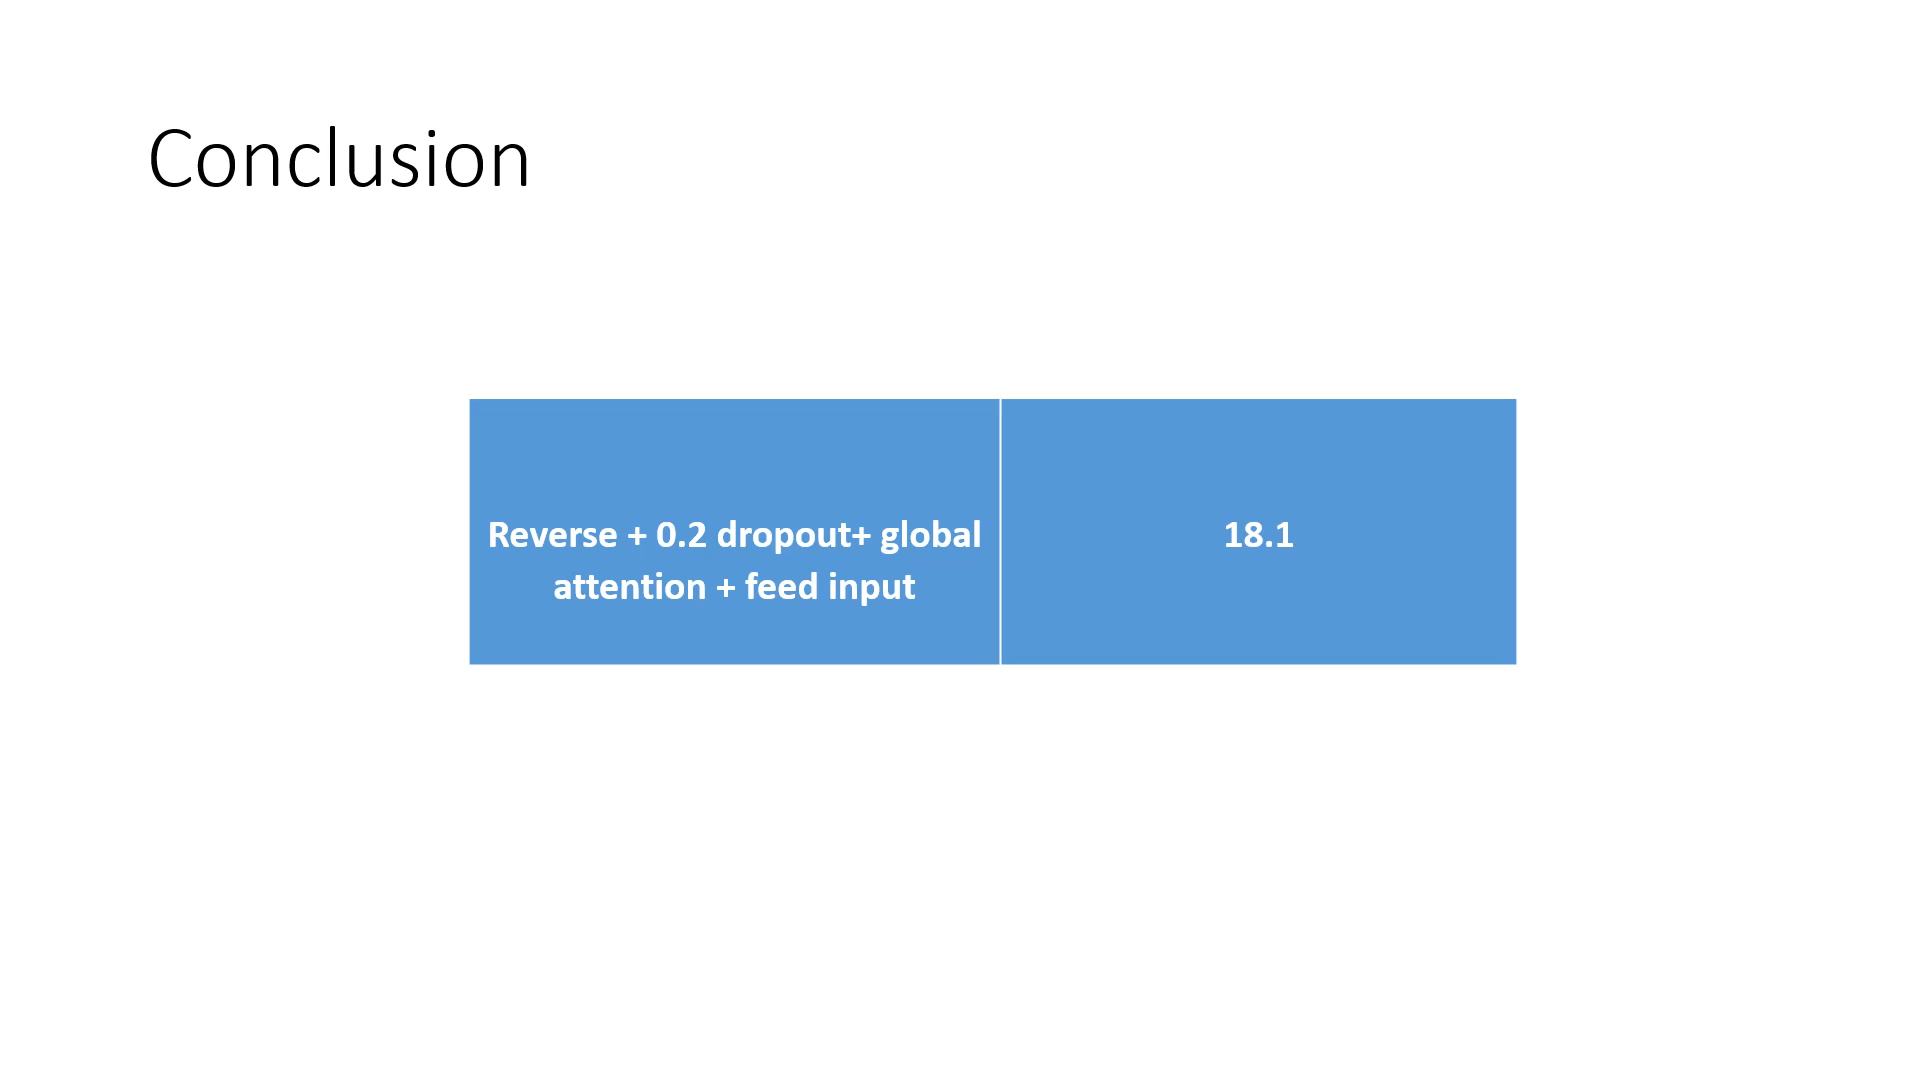 Conclusion
Reverse + 0.2 dropout+ global
attention + feed input
18.1